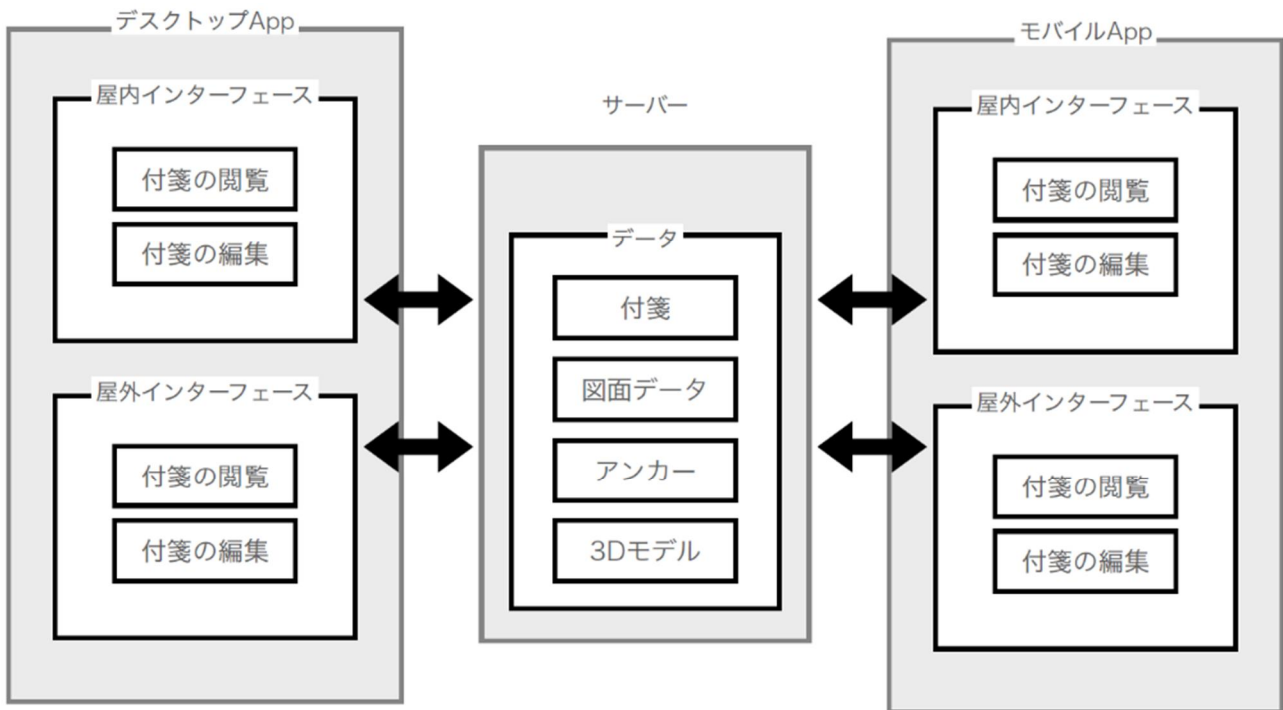 デスクトップApp
屋内インターフェース
付箋の閲覧
付箋の編集
屋外インターフェース
付箋の閲覧
付箋の編集
サーバー
データ
付箋
図面データ
アンカー
3Dモデル
モバイルApp
屋内インターフェース
付箋の閲覧
付箋の編集
屋外インターフェース
付箋の閲覧
付箋の編集